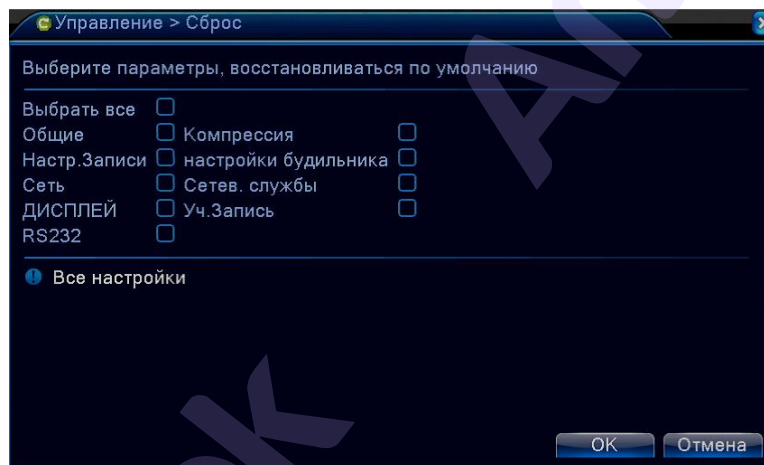 Управление > Сброс
Выберите параметры, восстановливаться по умолчанию
Выбрать все
Общие Компрессия
Настр.Записи настройки будильника
Сеть Сетев. службы
ДИСПЛЕЙ Уч.Запись
RS232
Все настройки
OK Отмена